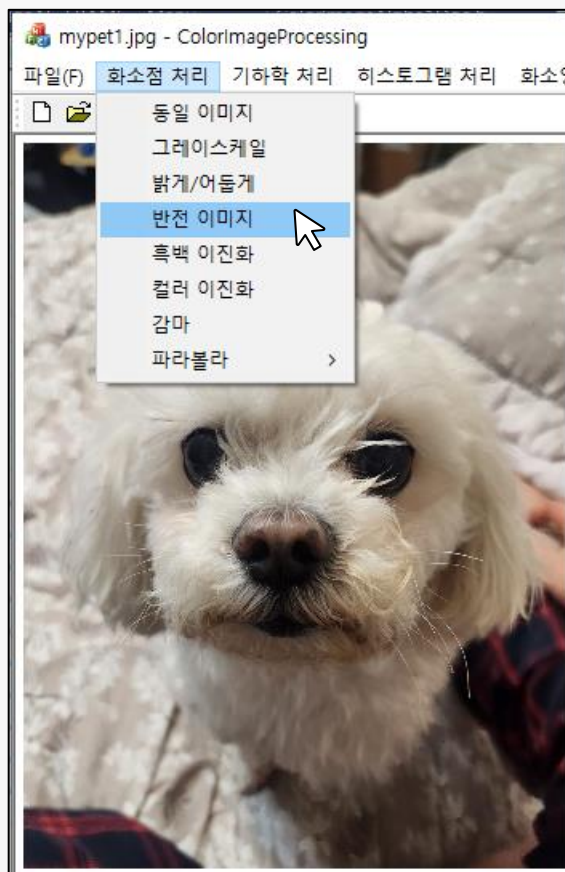 mypet1.jpg - ColorImageProcessing
파일(F) 화소점 처리 기하학 처리 히스토그램 처리
동일 이미지
그레이스케일
밝게/어둡게
반전 이미지
흑백 이진화
컬러 이진화
감마
파라볼라